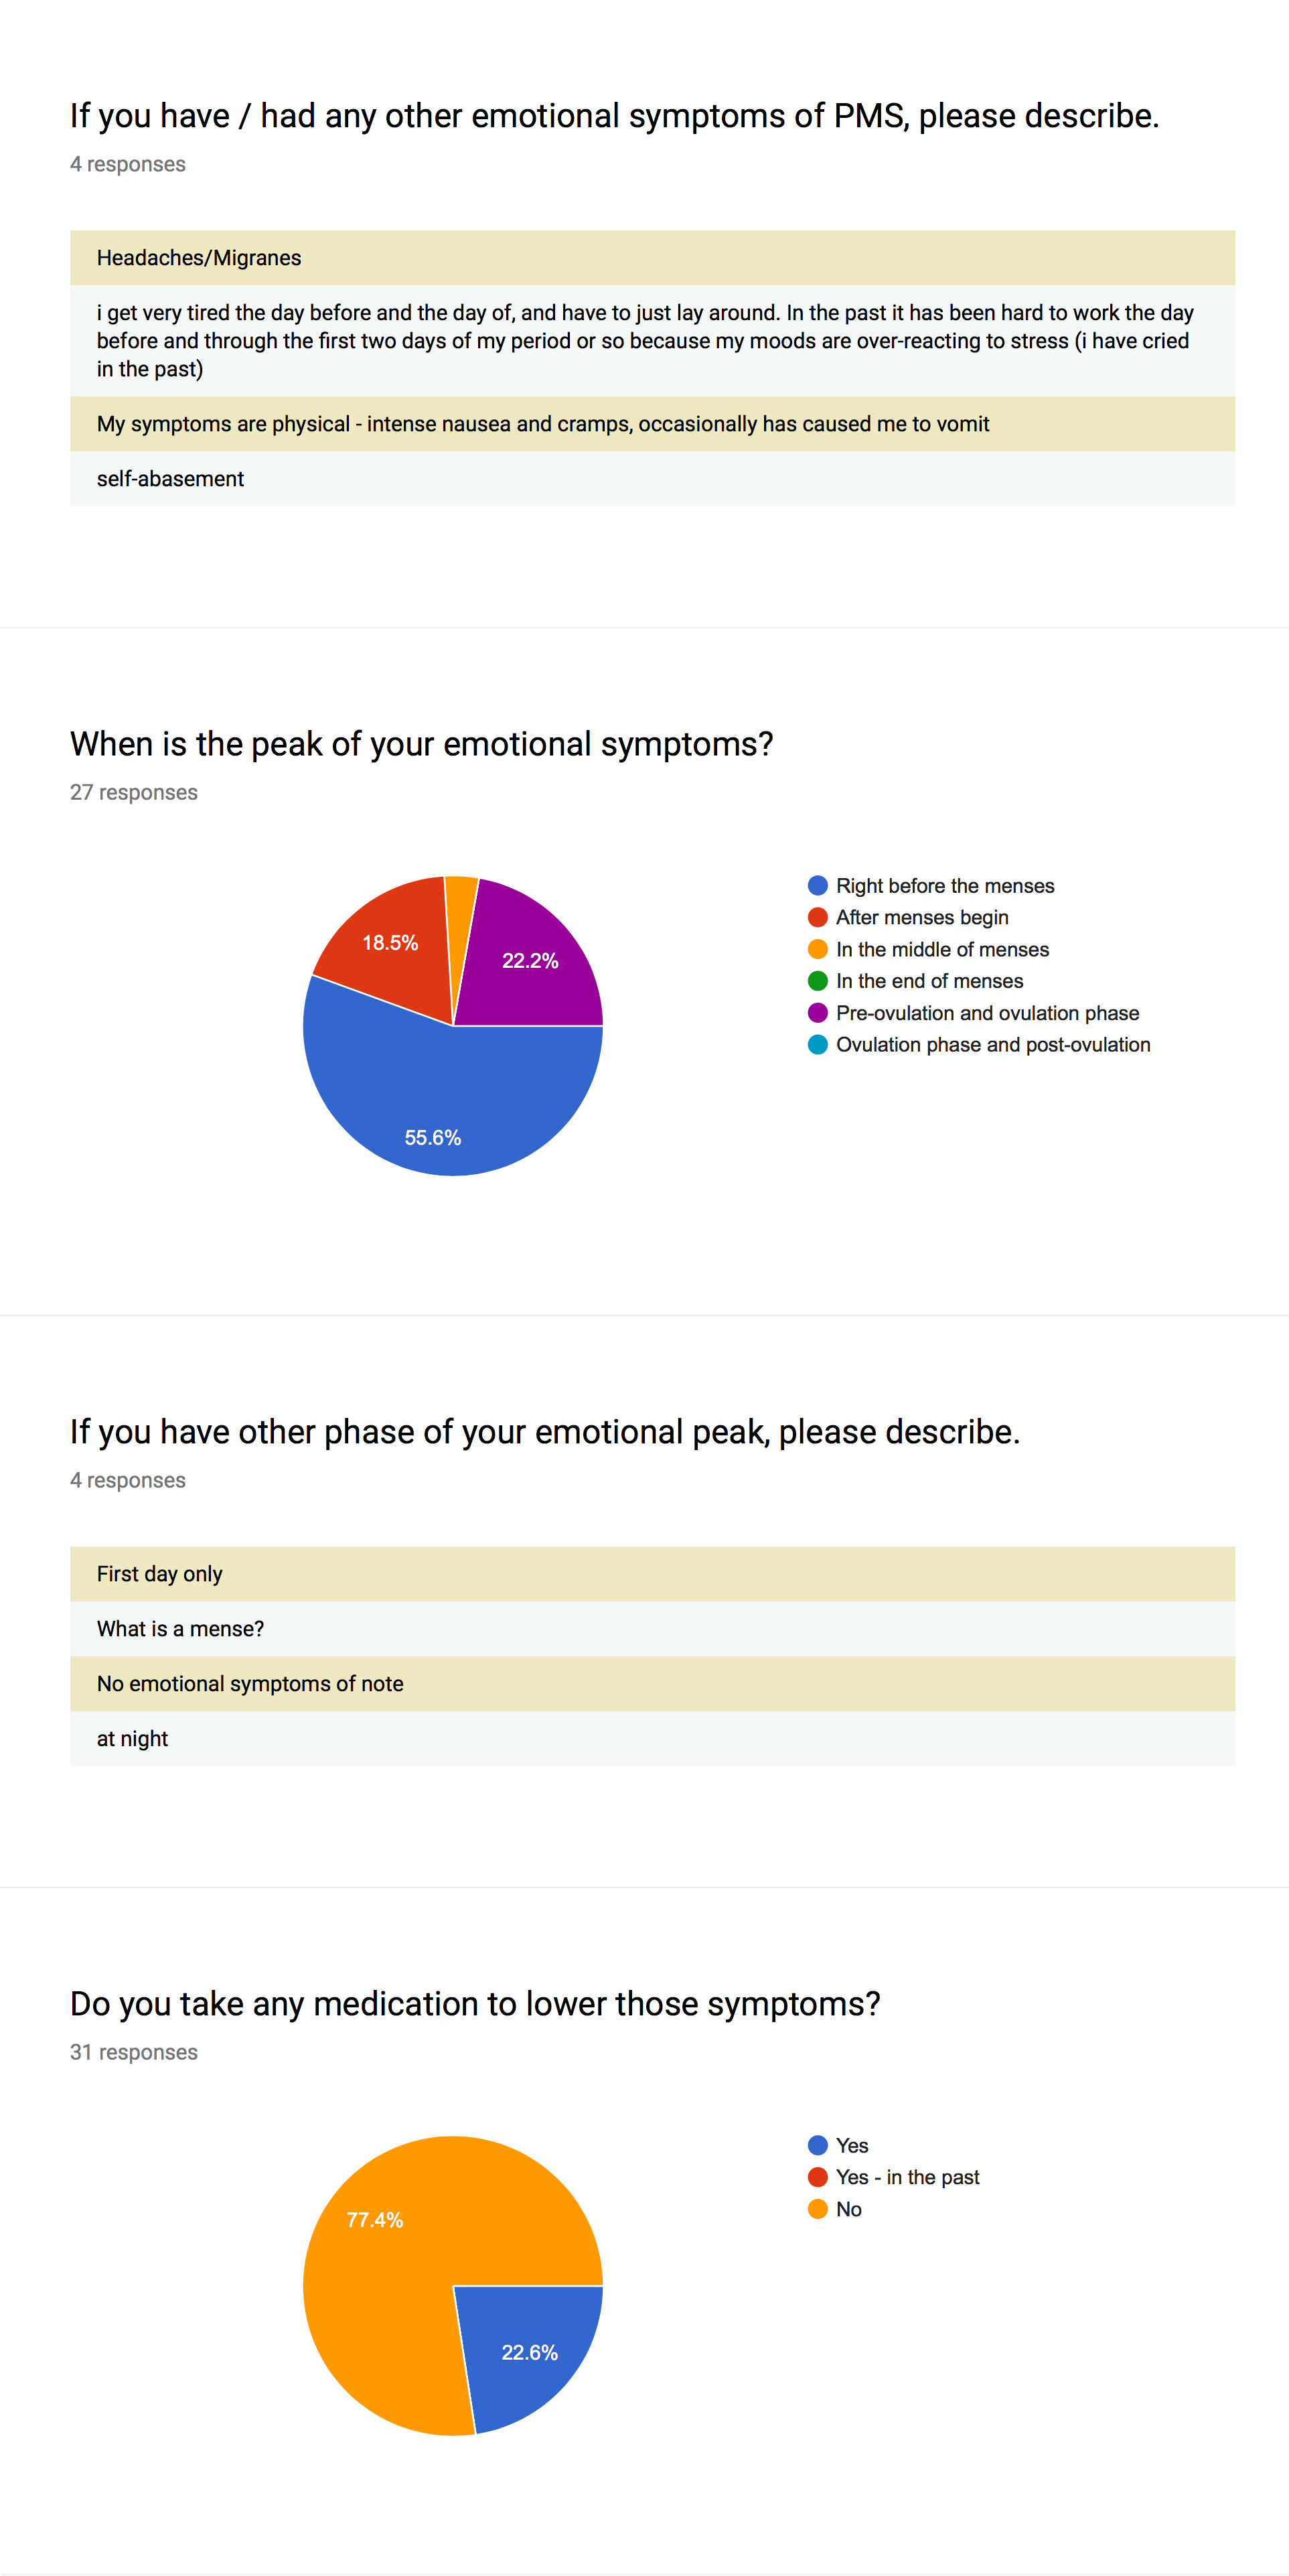 If you have / had any other emotional symptoms of PMS, please describe.
4 responses
Headaches/Migranes
i get very tired the day before and the day of, and have to just lay around. In the past it has been hard to work the day
before and through the first two days of my period or so because my moods are over-reacting to stress (i have cried
in the past)
My symptoms are physical - intense nausea and cramps, occasionally has caused me to vomit
self-abasement
When is the peak of your emotional symptoms?
27 responses
18.5%
22.2%
55.6%
Right before the menses
After menses begin
In the middle of menses
In the end of menses
Pre-ovulation and ovulation phase
Ovulation phase and post-ovulation
If you have other phase of your emotional peak, please describe.
4 responses
First day only
What is a mense?
No emotional symptoms of note
at night
Do you take any medication to lower those symptoms?
31 responses
77.4%
22.6%
Yes
Yes - in the past
No